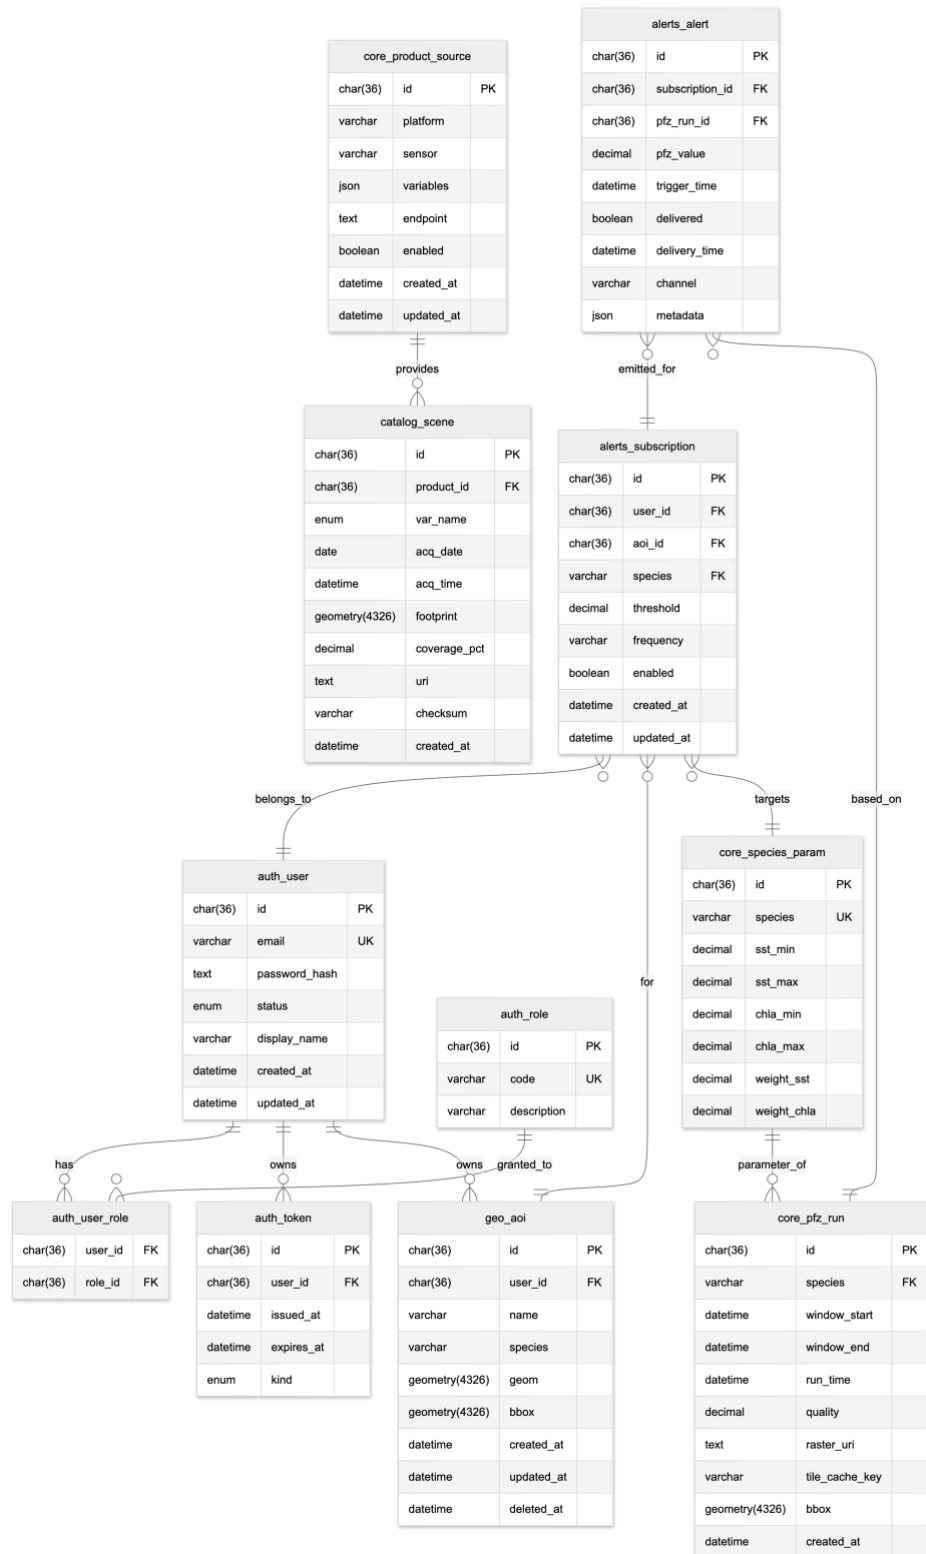 core_product_source
char(36) id PK
varchar platform
varchar sensor
json variables
text endpoint
boolean enabled
datetime created_at
datetime updated_at
alerts_alert
char(36) id PK
char(36) subscription_id FK
char(36) pfz_run_id FK
decimal pfz_value
datetime trigger_time
boolean delivered
datetime delivery_time
varchar channel
json metadata
provides
emitted_for
catalog_scene
char(36) id PK
char(36) product_id FK
enum var_name
date acq_date
datetime acq_time
geometry(4326) footprint
decimal coverage_pct
text uri
varchar checksum
datetime created_at
alerts_subscription
char(36) id PK
char(36) user_id FK
char(36) aoi_id FK
varchar species FK
decimal threshold
varchar frequency
boolean enabled
datetime created_at
datetime updated_at
belongs_to
targets
based_on
auth_user
char(36) id PK
varchar email UK
text password_hash
enum status
varchar display_name
datetime created_at
datetime updated_at
core_species_param
char(36) id PK
varchar species UK
decimal sst_min
decimal sst_max
decimal chla_min
decimal chla_max
decimal weight_sst
decimal weight_chla
for
auth_role
char(36) id PK
varchar code UK
varchar description
has
owns
owns
granted_to
parameter_of
auth_user_role
char(36) user_id FK
char(36) role_id FK
auth_token
char(36) id PK
char(36) user_id FK
datetime issued_at
datetime expires_at
enum kind
geo_aoi
char(36) id PK
char(36) user_id FK
varchar name
varchar species
geometry(4326) geom
geometry(4326) bbox
datetime created_at
datetime updated_at
datetime deleted_at
core_pfz_run
char(36) id PK
varchar species FK
datetime window_start
datetime window_end
datetime run_time
decimal quality
text raster_uri
varchar tile_cache_key
geometry(4326) bbox
datetime created_at